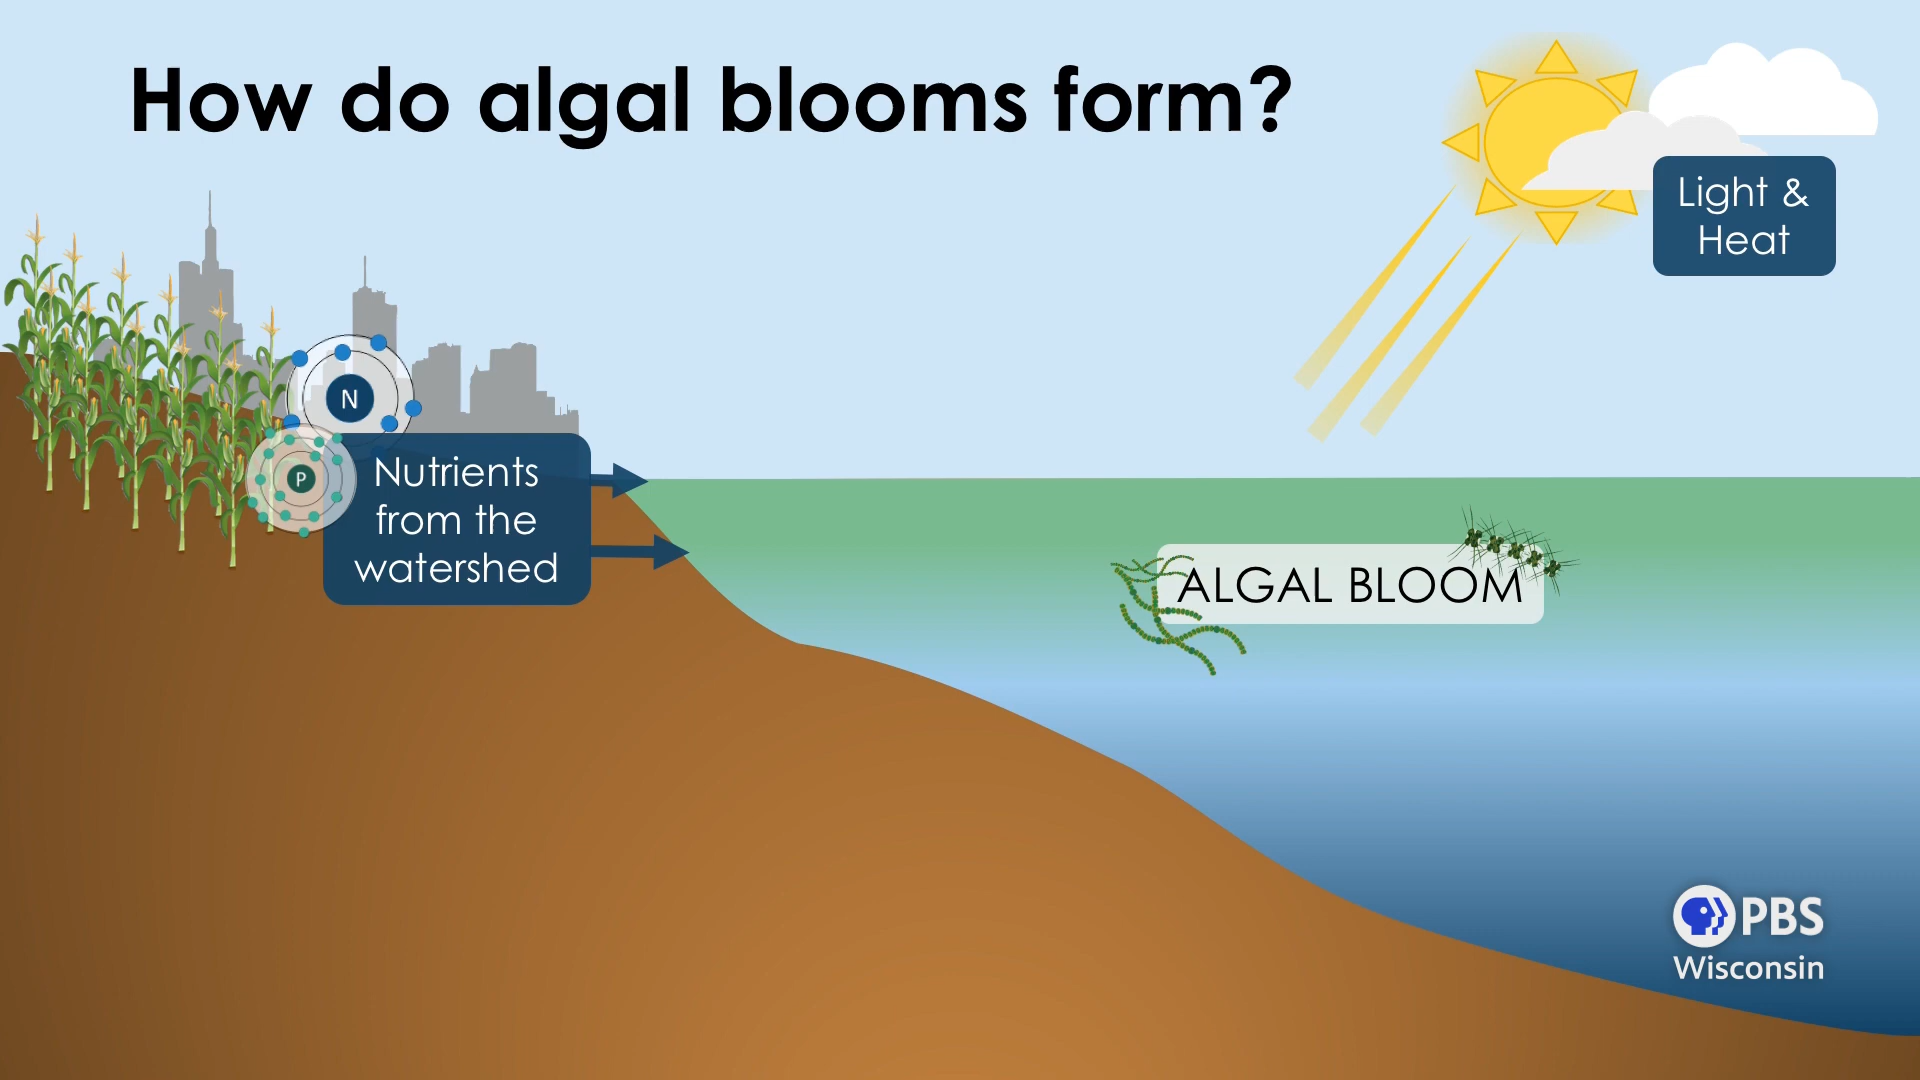 How do algal blooms form?
Light &
Heat
N
P
Nutrients
from the
watershed
ALGAL BLOOM
PBS
Wisconsin